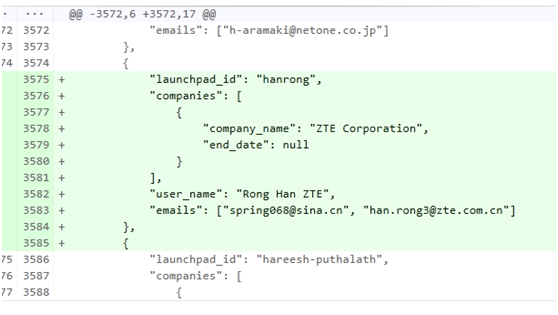 ...  ... @@ -3572,6 +3572,17 @@
72 3572 "emails": ["h-aramaki@netone.co.jp"]
73 3573 },
74 3574 {
3575 + "launchpad_id": "hanrong",
3576 + "companies": [
3577 + {
3578 + "company_name": "ZTE Corporation",
3579 + "end_date": null
3580 + }
3581 + ],
3582 + "user_name": "Rong Han ZTE",
3583 + "emails": ["spring068@sina.cn", "han.rong3@zte.com.cn"]
3584 + },
3585 + {
75 3586 "launchpad_id": "hareesh-puthalath",
76 3587 "companies": [
77 3588 {